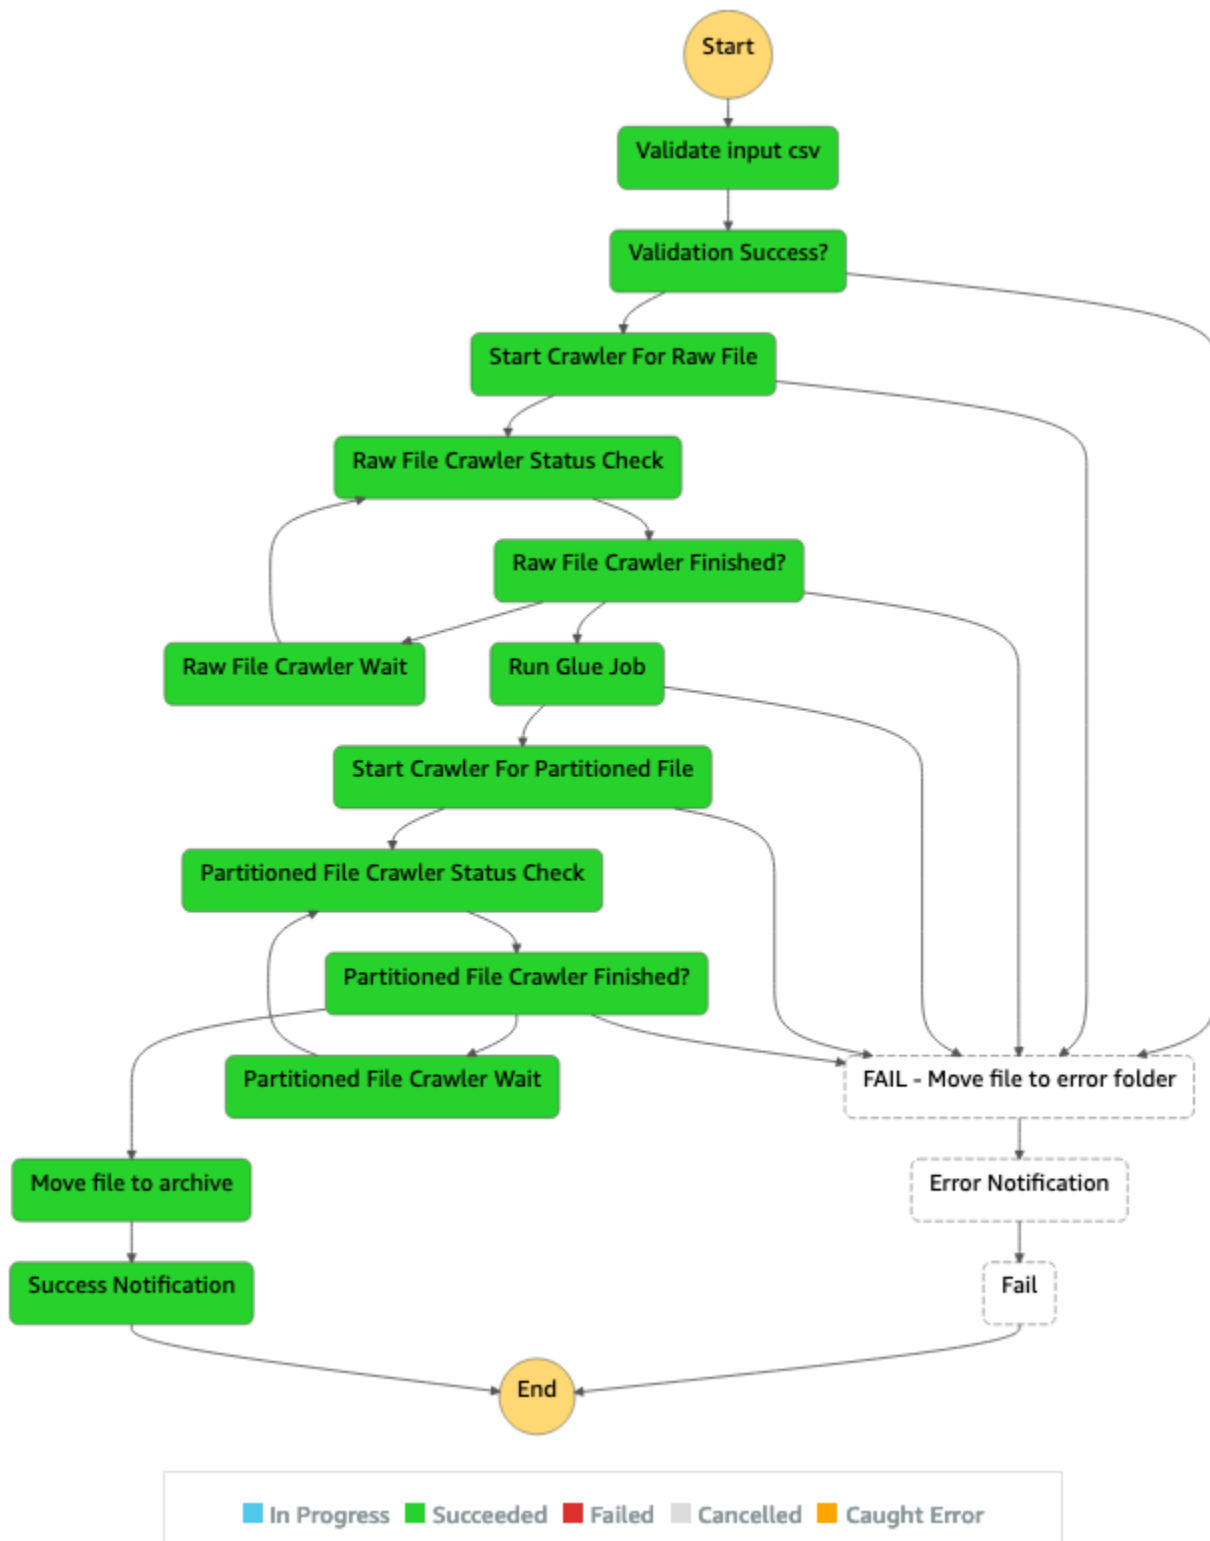 Start
Validate input csv
Validation Success?
Start Crawler For Raw File
Raw File Crawler Status Check
Raw File Crawler Finished?
Raw File Crawler Wait
Run Glue Job
Start Crawler For Partitioned File
Partitioned File Crawler Status Check
Partitioned File Crawler Finished?
Partitioned File Crawler Wait
FAIL - Move file to error folder
Move file to archive
Error Notification
Success Notification
Fail
End
In Progress Succeeded Failed Cancelled Caught Error